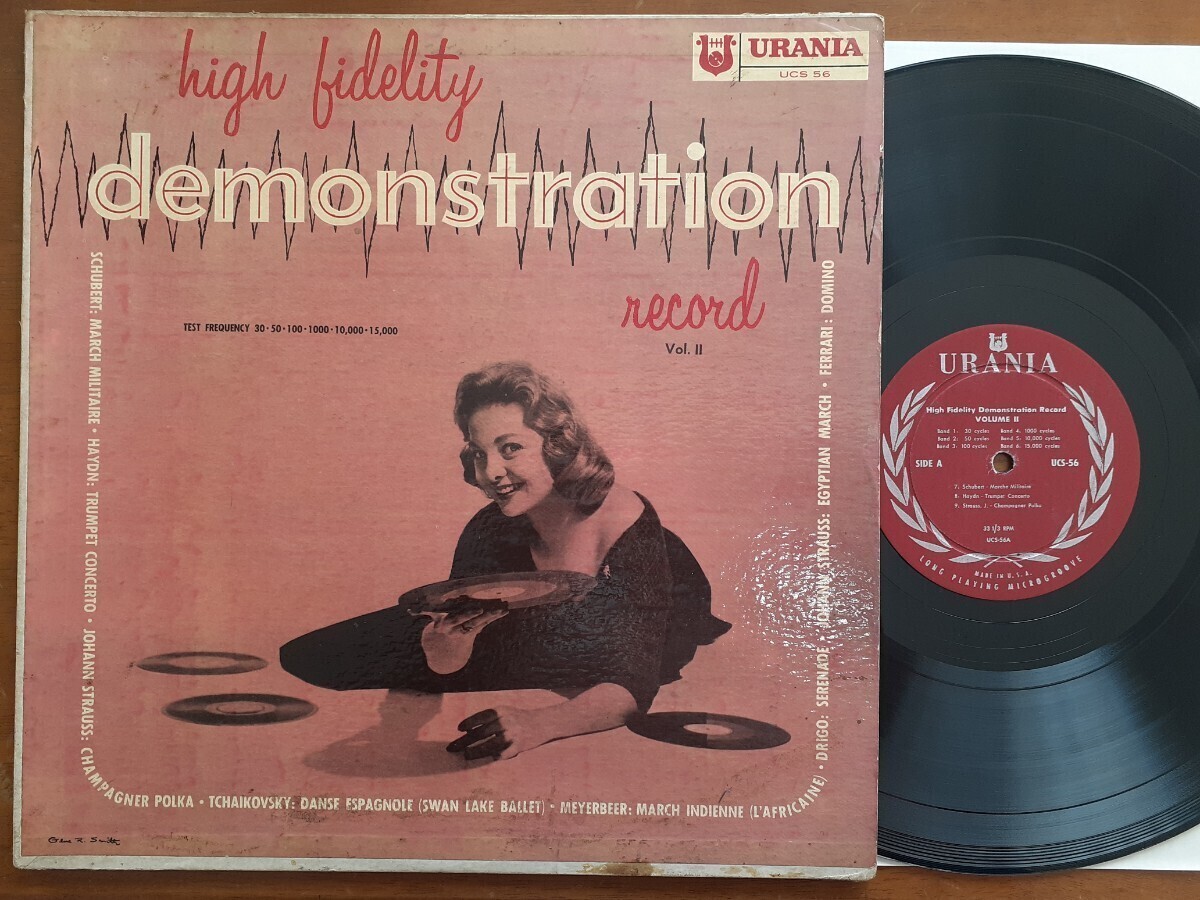 high fidelity
URANIA
UCS 56
demonstration
record
Vol. II
TEST FREQUENCY 30·50·100·1000·10,000·15,000
SCHUBERT: MARCH MILITAIRE · HAYDN: TRUMPET CONCERTO · JOHANN STRAUSS: CHAMPAGNER POLKA · TCHAIKOVSKY: DANSE ESPAGNOLE (SWAN LAKE BALLET) · MEYERBEER: MARCH INDIENNE (L'AFRICAINE) · DRIGO: SERENADE · JOHANN STRAUSS: EGYPTIAN MARCH · FERRARI: DOMINO
URANIA
High Fidelity Demonstration Record
VOLUME II
Band 1: 30 cycles Band 4: 1000 cycles
Band 2: 50 cycles Band 5: 10,000 cycles
Band 3: 100 cycles Band 6: 15,000 cycles
SIDE A UCS-56
7. Schubert - Marche Militaire
8. Haydn - Trumpet Concerto
9. Strauss, J. - Champagner Polka
33 1/3 RPM
UCS-56A
MADE IN U.S.A.
LONG PLAYING MICROGROOVE